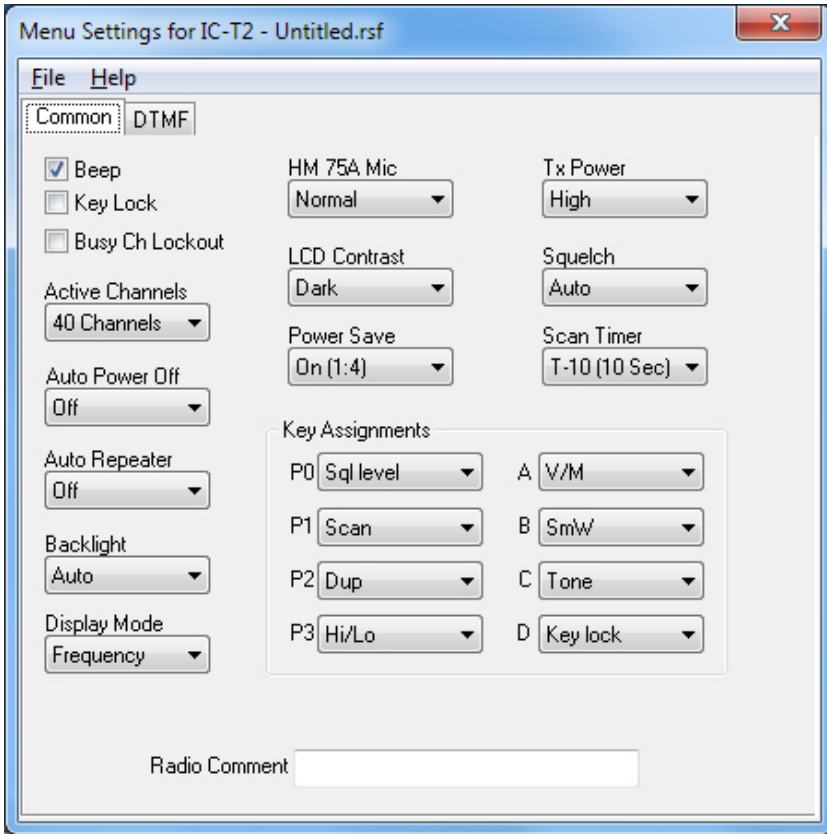 Menu Settings for IC-T2 - Untitled.rsf
File Help
Common DTMF
Beep
Key Lock
Busy Ch Lockout
Active Channels
40 Channels
Auto Power Off
Off
Auto Repeater
Off
Backlight
Auto
Display Mode
Frequency
HM 75A Mic
Normal
LCD Contrast
Dark
Power Save
On (1:4)
Tx Power
High
Squelch
Auto
Scan Timer
T-10 (10 Sec)
Key Assignments
P0 Sql level A V/M
P1 Scan B SmW
P2 Dup C Tone
P3 Hi/Lo D Key lock
Radio Comment